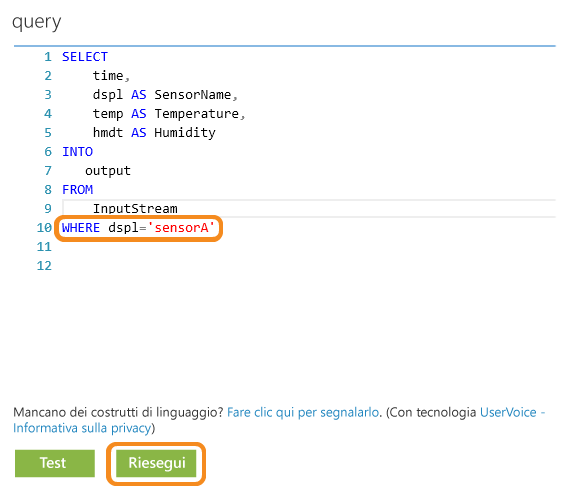 query
1 SELECT
2 time,
3 dspl AS SensorName,
4 temp AS Temperature,
5 hmdt AS Humidity
6 INTO
7 output
8 FROM
9 InputStream
10 WHERE dspl='sensorA'
11
12
Mancano dei costrutti di linguaggio? Fare clic qui per segnalarlo. (Con tecnologia UserVoice -
Informativa sulla privacy)
Test Riesegui